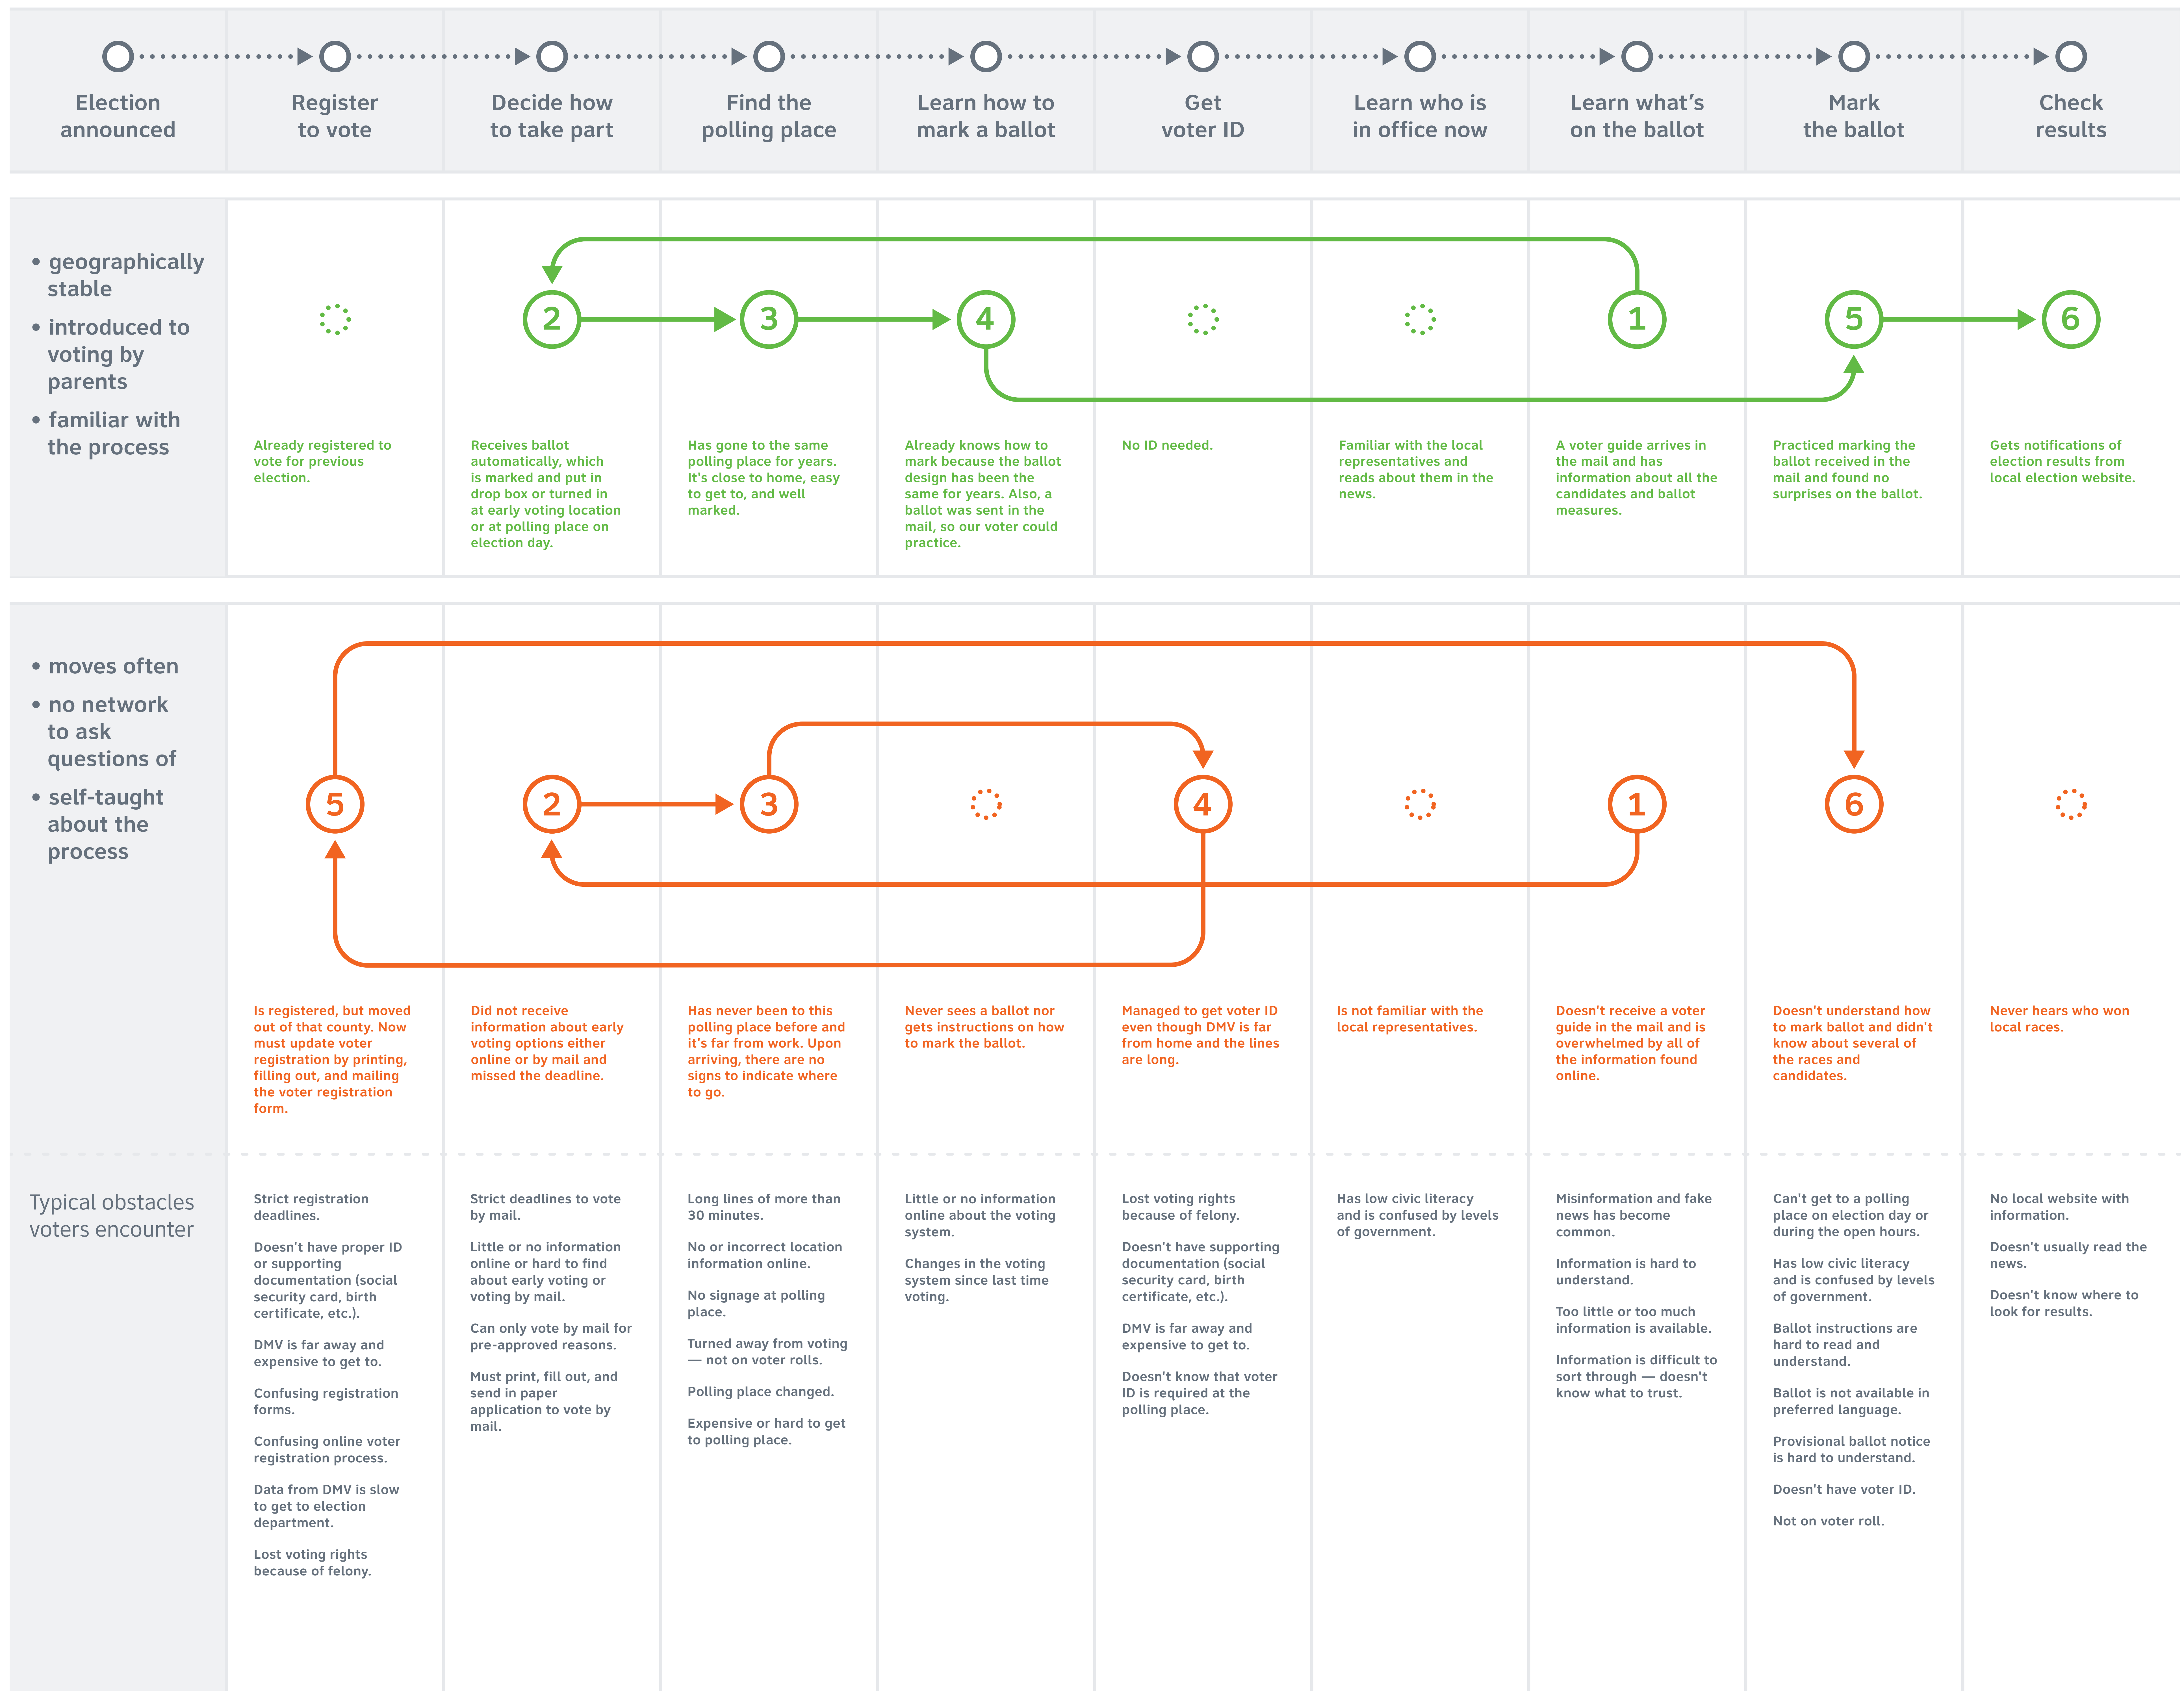 Election
announced
Register
to vote
Decide how
to take part
Find the
polling place
Learn how to
mark a ballot
Get
voter ID
Learn who is
in office now
Learn what's
on the ballot
Mark
the ballot
Check
results
• geographically
stable
• introduced to
voting by
parents
• familiar with
the process
2
3
4
1
5
6
Already registered to
vote for previous
election.
Receives ballot
automatically, which
is marked and put in
drop box or turned in
at early voting location
or at polling place on
election day.
Has gone to the same
polling place for years.
It's close to home, easy
to get to, and well
marked.
Already knows how to
mark because the ballot
design has been the
same for years. Also, a
ballot was sent in the
mail, so our voter could
practice.
No ID needed.
Familiar with the local
representatives and
reads about them in the
news.
A voter guide arrives in
the mail and has
information about all the
candidates and ballot
measures.
Practiced marking the
ballot received in the
mail and found no
surprises on the ballot.
Gets notifications of
election results from
local election website.
• moves often
• no network
to ask
questions of
• self-taught
about the
process
5
2
3
4
1
6
Is registered, but moved
out of that county. Now
must update voter
registration by printing,
filling out, and mailing
the voter registration
form.
Did not receive
information about early
voting options either
online or by mail and
missed the deadline.
Has never been to this
polling place before and
it's far from work. Upon
arriving, there are no
signs to indicate where
to go.
Never sees a ballot nor
gets instructions on how
to mark the ballot.
Managed to get voter ID
even though DMV is far
from home and the lines
are long.
Is not familiar with the
local representatives.
Doesn't receive a voter
guide in the mail and is
overwhelmed by all of
the information found
online.
Doesn't understand how
to mark ballot and didn't
know about several of
the races and
candidates.
Never hears who won
local races.
Typical obstacles
voters encounter
Strict registration
deadlines.
Doesn't have proper ID
or supporting
documentation (social
security card, birth
certificate, etc.).
DMV is far away and
expensive to get to.
Confusing registration
forms.
Confusing online voter
registration process.
Data from DMV is slow
to get to election
department.
Lost voting rights
because of felony.
Strict deadlines to vote
by mail.
Little or no information
online or hard to find
about early voting or
voting by mail.
Can only vote by mail for
pre-approved reasons.
Must print, fill out, and
send in paper
application to vote by
mail.
Long lines of more than
30 minutes.
No or incorrect location
information online.
No signage at polling
place.
Turned away from voting
— not on voter rolls.
Polling place changed.
Expensive or hard to get
to polling place.
Little or no information
online about the voting
system.
Changes in the voting
system since last time
voting.
Lost voting rights
because of felony.
Doesn't have supporting
documentation (social
security card, birth
certificate, etc.).
DMV is far away and
expensive to get to.
Doesn't know that voter
ID is required at the
polling place.
Has low civic literacy
and is confused by levels
of government.
Misinformation and fake
news has become
common.
Information is hard to
understand.
Too little or too much
information is available.
Information is difficult to
sort through — doesn't
know what to trust.
Can't get to a polling
place on election day or
during the open hours.
Has low civic literacy
and is confused by levels
of government.
Ballot instructions are
hard to read and
understand.
Ballot is not available in
preferred language.
Provisional ballot notice
is hard to understand.
Doesn't have voter ID.
Not on voter roll.
No local website with
information.
Doesn't usually read the
news.
Doesn't know where to
look for results.